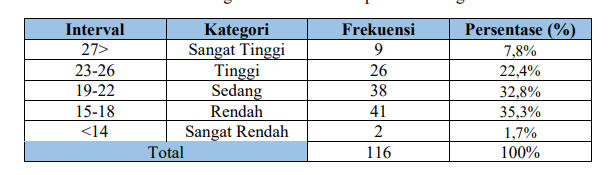 Interval Kategori Frekuensi Persentase (%)
27> Sangat Tinggi 9 7,8%
23-26 Tinggi 26 22,4%
19-22 Sedang 38 32,8%
15-18 Rendah 41 35,3%
<14 Sangat Rendah 2 1,7%
Total 116 100%